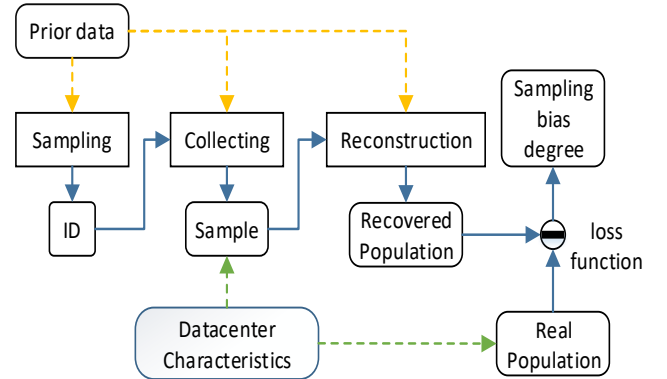 Prior data
Sampling
bias
degree
Sampling
Collecting
Reconstruction
ID
Sample
Recovered
Population
loss
function
Datacenter
Characteristics
Real
Population